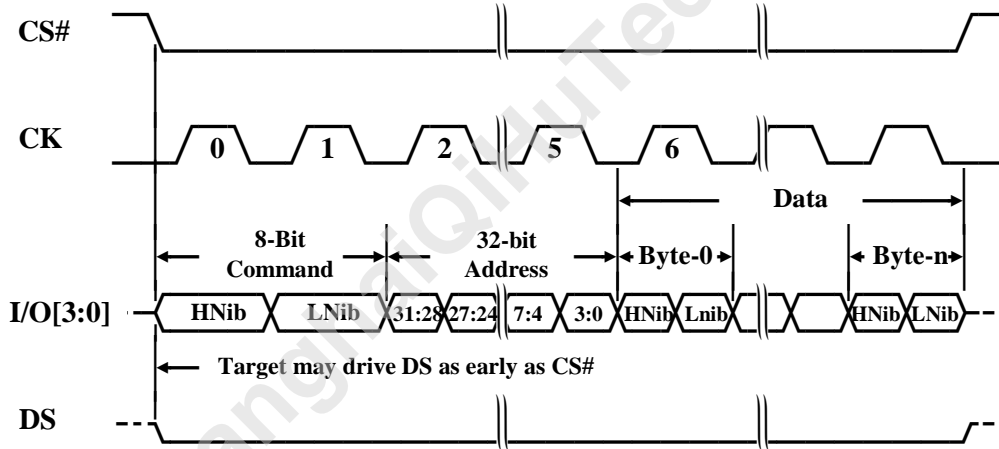 CS#
CK
0 1 2 5 6
Data
8-Bit
Command
32-bit
Address
Byte-0
Byte-n
I/O[3:0]
HNib LNib 31:28 27:24 7:4 3:0 HNib Lnib HNib LNib
Target may drive DS as early as CS#
DS
anghaiQiHuTec